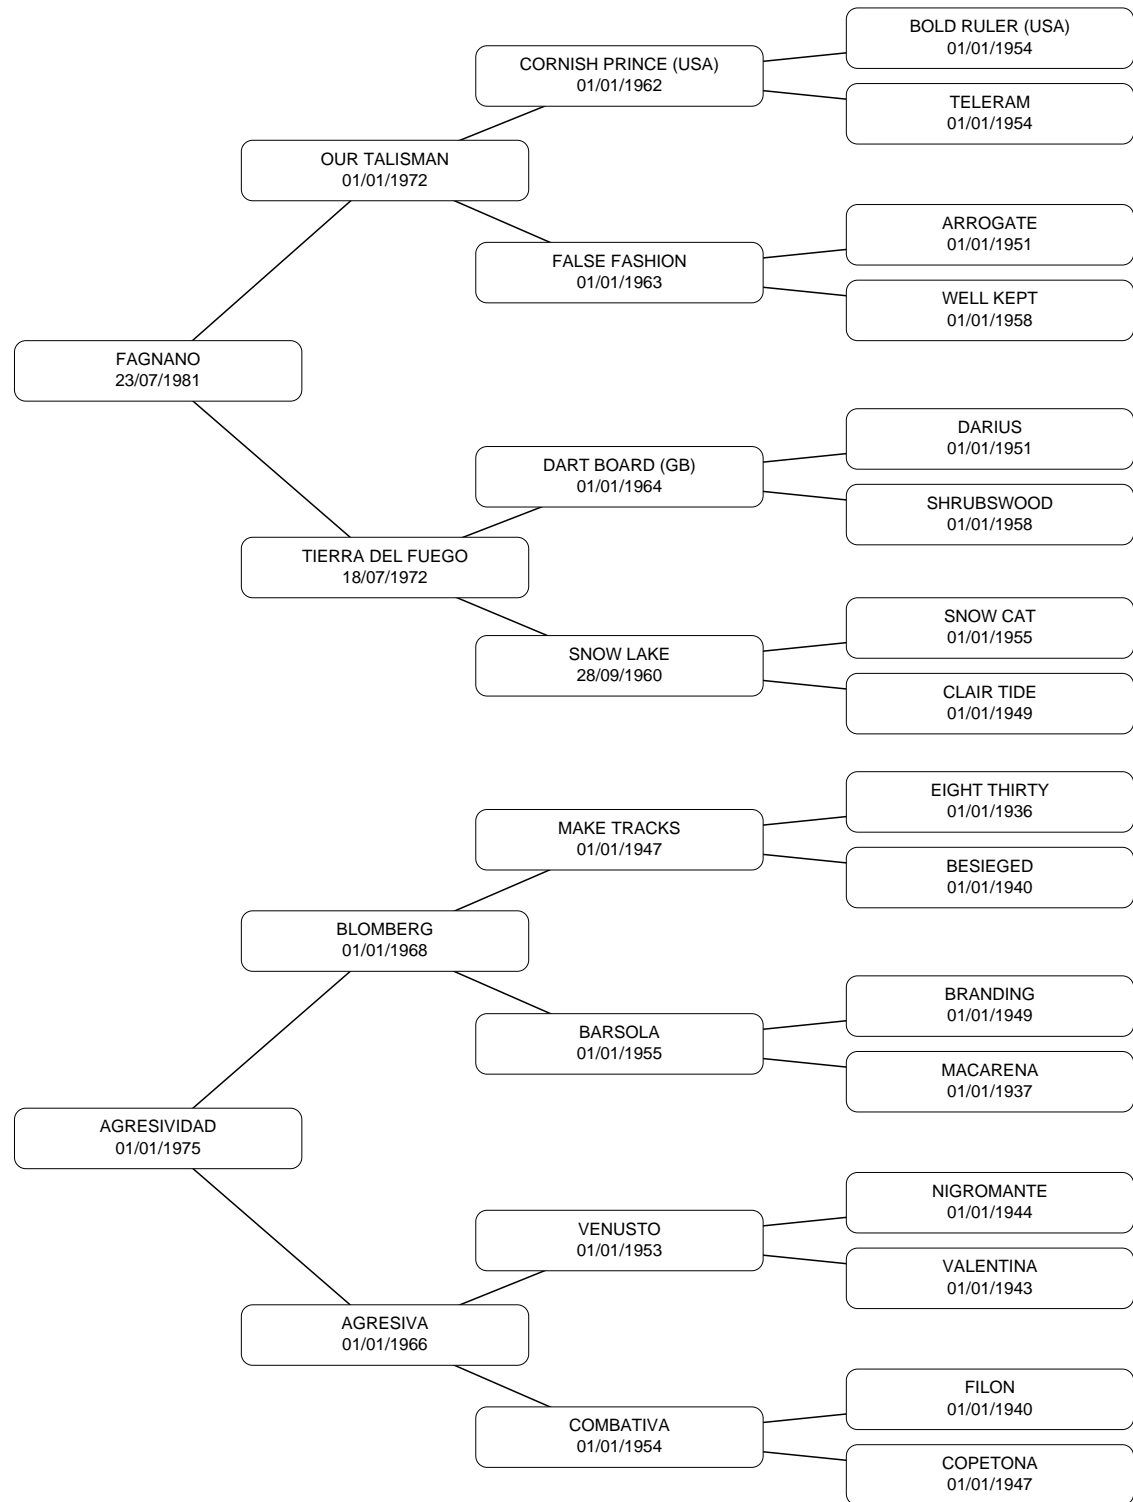 BOLD RULER (USA)
01/01/1954
CORNISH PRINCE (USA)
01/01/1962
TELERAM
01/01/1954
OUR TALISMAN
01/01/1972
ARROGATE
01/01/1951
FALSE FASHION
01/01/1963
WELL KEPT
01/01/1958
FAGNANO
23/07/1981
DARIUS
01/01/1951
DART BOARD (GB)
01/01/1964
SHRUBSWOOD
01/01/1958
TIERRA DEL FUEGO
18/07/1972
SNOW CAT
01/01/1955
SNOW LAKE
28/09/1960
CLAIR TIDE
01/01/1949
EIGHT THIRTY
01/01/1936
MAKE TRACKS
01/01/1947
BESIEGED
01/01/1940
BLOMBERG
01/01/1968
BRANDING
01/01/1949
BARSOLA
01/01/1955
MACARENA
01/01/1937
AGRESIVIDAD
01/01/1975
NIGROMANTE
01/01/1944
VENUSTO
01/01/1953
VALENTINA
01/01/1943
AGRESIVA
01/01/1966
FILON
01/01/1940
COMBATIVA
01/01/1954
COPETONA
01/01/1947